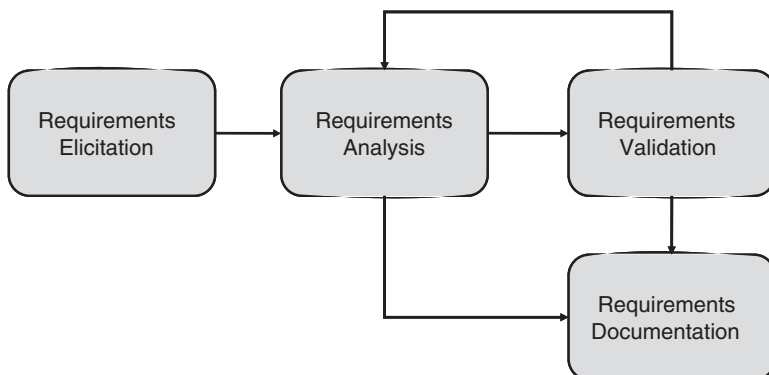 Requirements
Elicitation
Requirements
Analysis
Requirements
Validation
Requirements
Documentation